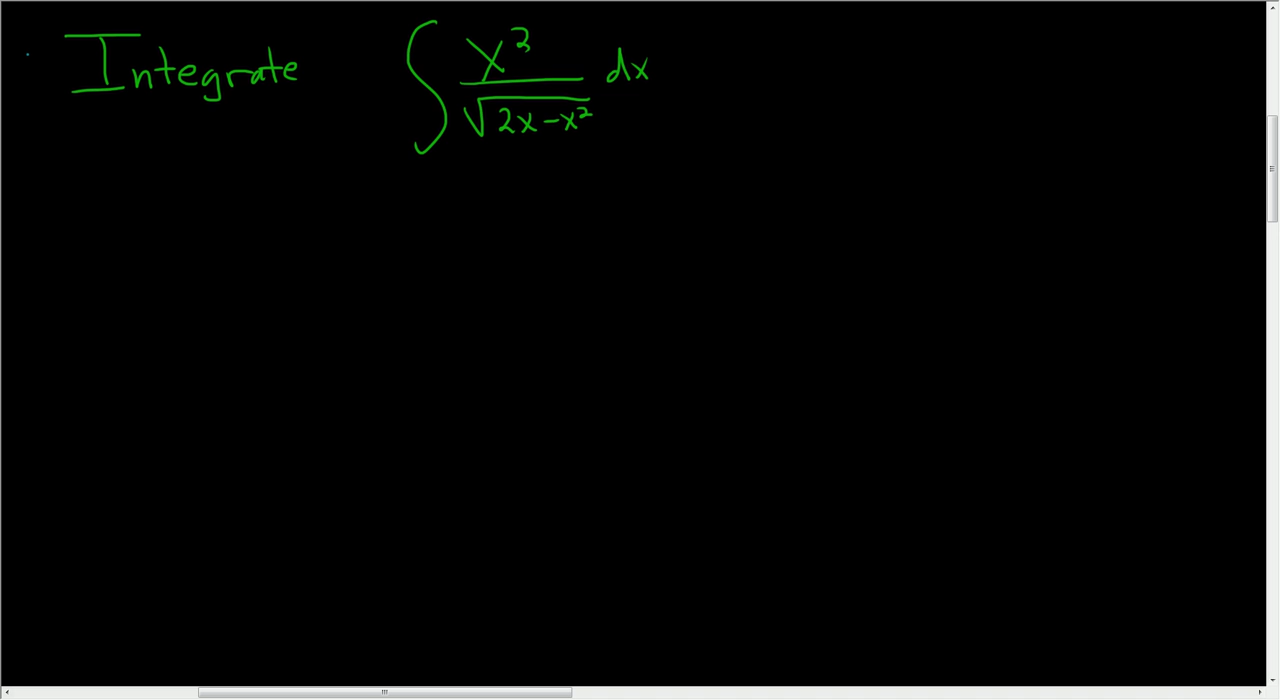 Integrate ∫ x³/√(2x-x²) dx